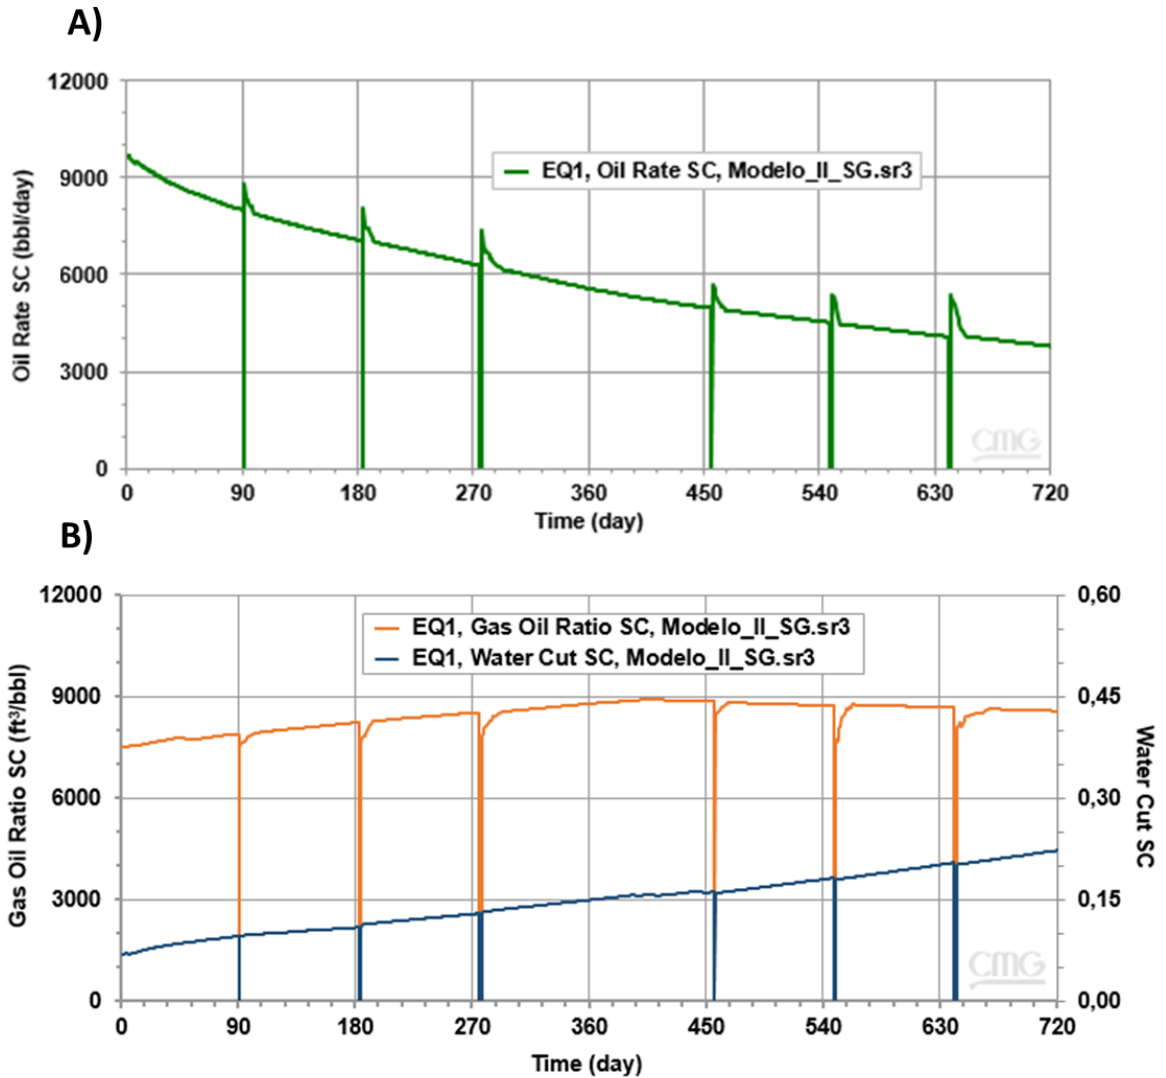 A)
12000
9000
6000
3000
0
Oil Rate SC (bbl/day)
EQ1, Oil Rate SC, Modelo_II_SG.sr3
CMG
0 90 180 270 360 450 540 630 720
Time (day)
B)
12000
9000
6000
3000
0
Gas Oil Ratio SC (ft³/bbl)
EQ1, Gas Oil Ratio SC, Modelo_II_SG.sr3
EQ1, Water Cut SC, Modelo_II_SG.sr3
0,60
0,45
0,30
0,15
0,00
Water Cut SC
CMG
0 90 180 270 360 450 540 630 720
Time (day)